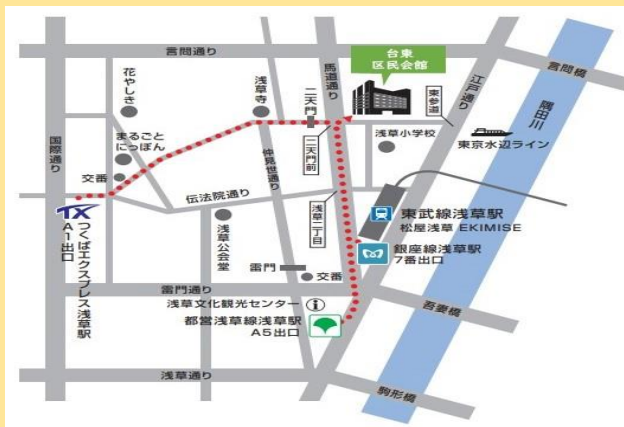 台東
区民会館
言問通り
馬道通り
江戸通り
言問橋
花やしき
浅草寺
二天門
東参道
隅田川
国際通り
まるごと
にっぽん
仲見世通り
二天門前
浅草小学校
東京水辺ライン
交番
伝法院通り
浅草二丁目
TX
つくばエクスプレス浅草駅
A1出口
浅草公会堂
東武線浅草駅
松屋浅草 EKIMISE
銀座線浅草駅
7番出口
雷門
交番
雷門通り
浅草文化観光センター
i
都営浅草線浅草駅
A5出口
吾妻橋
浅草通り
駒形橋